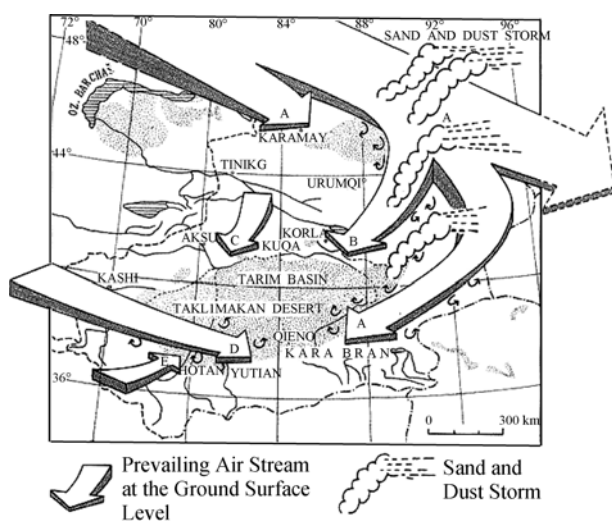 72° 76° 80° 84° 88° 92° 96°
SAND AND DUST STORM
48°
OZ. BARCHAS
A
KARAMAY
A
44°
TINIKG
URUMQI
AKSU
C
KUQA
KORLA
B
KASHI
TARIM BASIN
TAKLIMAKAN DESERT
A
QIENO
D
KARA BRAN
E
HOTAN
YUTIAN
36°
0 300 km
Prevailing Air Stream
at the Ground Surface
Level
Sand and
Dust Storm